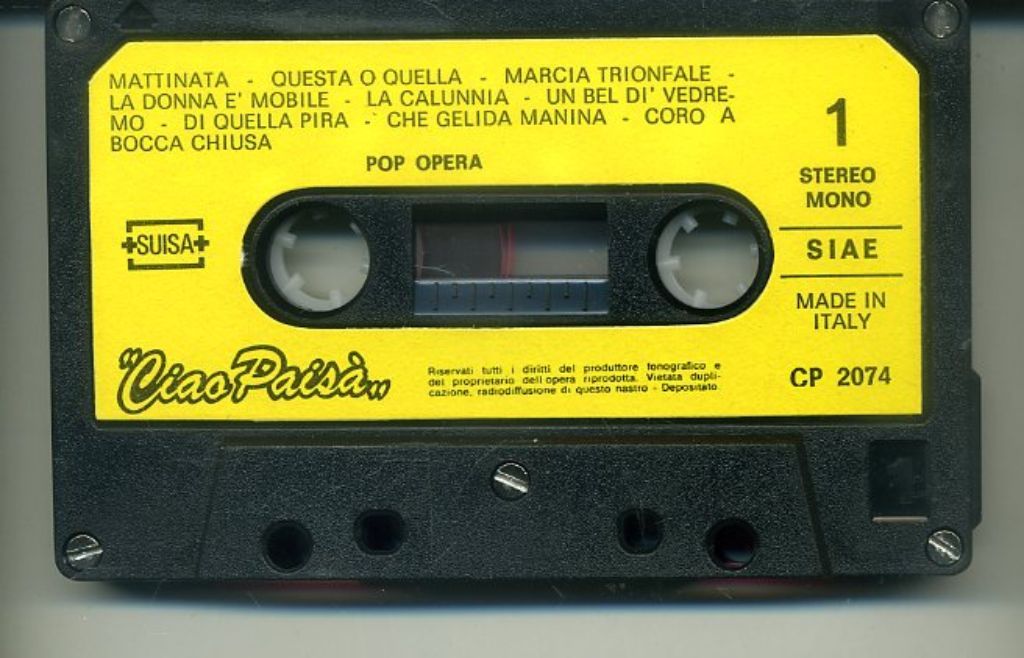 MATTINATA - QUESTA O QUELLA - MARCIA TRIONFALE -
LA DONNA E' MOBILE - LA CALUNNIA - UN BEL DI' VEDRE-
MO - DI QUELLA PIRA - CHE GELIDA MANINA - CORO A
BOCCA CHIUSA
POP OPERA
1
STEREO
MONO
SUISA
SIAE
MADE IN
ITALY
"Ciao Paisà"
Riservati tutti i diritti del produttore fonografico e
del proprietario dell'opera riprodotta. Vietata dupli-
cazione, radiodiffusione di questo nastro - Depositato.
CP 2074